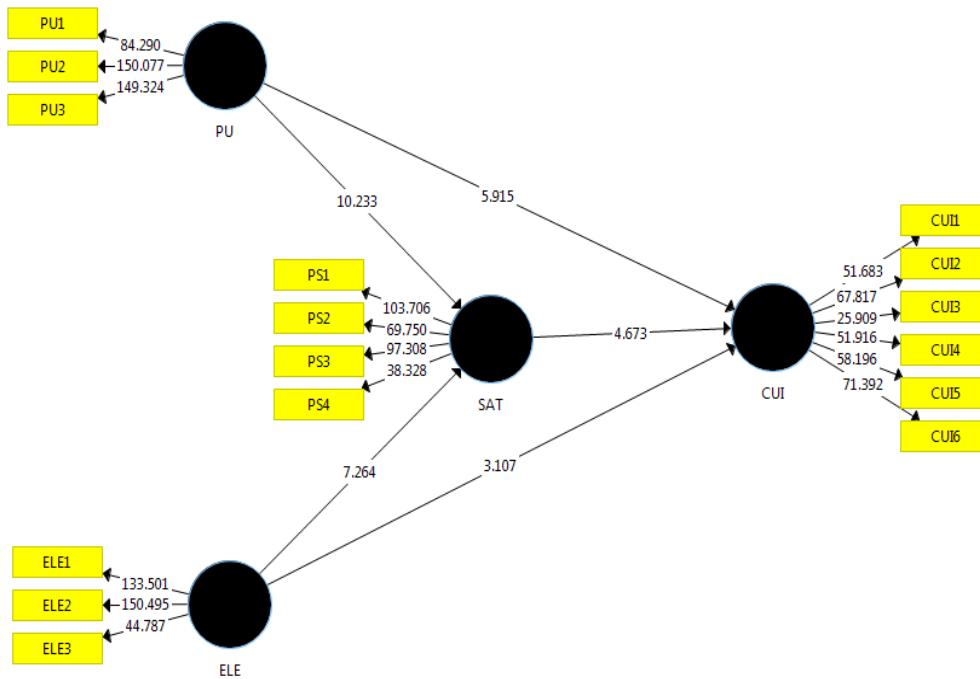 PU1
84.290
PU2
150.077
PU3
149.324
PU
10.233
5.915
PS1
103.706
PS2
69.750
PS3
97.308
PS4
38.328
SAT
4.673
CUI
CUI1
51.683
CUI2
67.817
CUI3
25.909
CUI4
51.916
CUI5
58.196
CUI6
71.392
7.264
3.107
ELE1
133.501
ELE2
150.495
ELE3
44.787
ELE